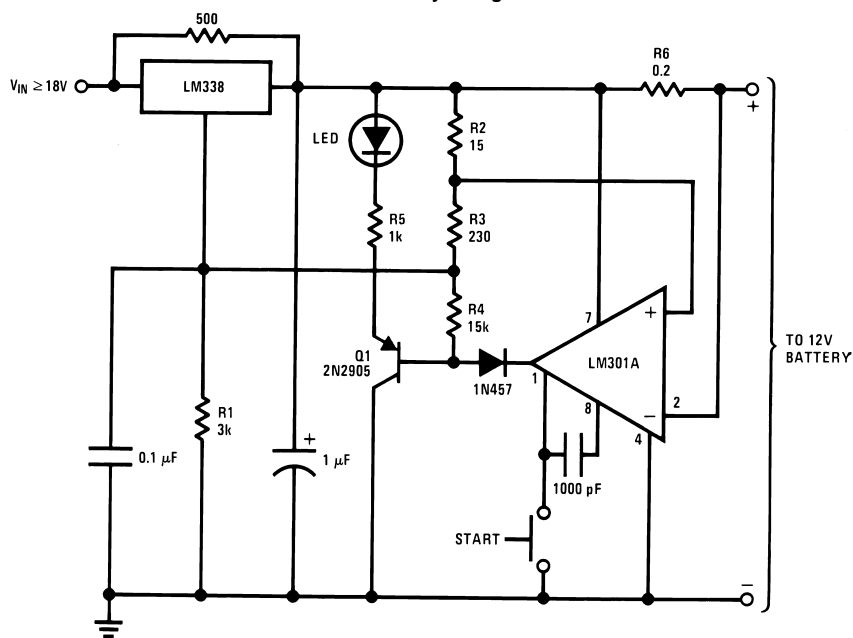 500
VIN ≥ 18V
LM338
R6
0.2
+
LED
R2
15
R5
1k
R3
230
R4
15k
7
+
TO 12V
BATTERY
LM301A
Q1
2N2905
1N457
1
8
2
−
4
R1
3k
0.1 μF
+
1 μF
1000 pF
START
−